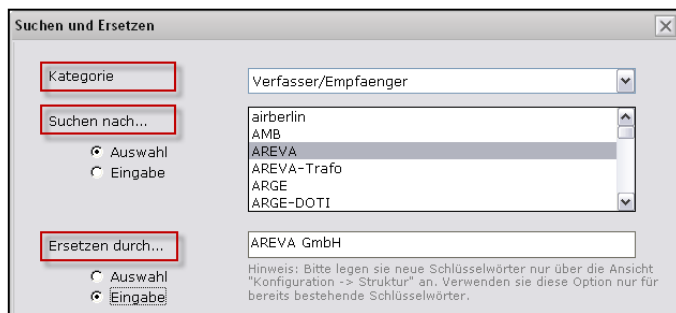 Suchen und Ersetzen
Kategorie
Verfasser/Empfaenger
Suchen nach...
Auswahl
Eingabe
airberlin
AMB
AREVA
AREVA-Trafo
ARGE
ARGE-DOTI
Ersetzen durch...
AREVA GmbH
Auswahl
Eingabe
Hinweis: Bitte legen sie neue Schlüsselwörter nur über die Ansicht
"Konfiguration -> Struktur" an. Verwenden sie diese Option nur für
bereits bestehende Schlüsselwörter.